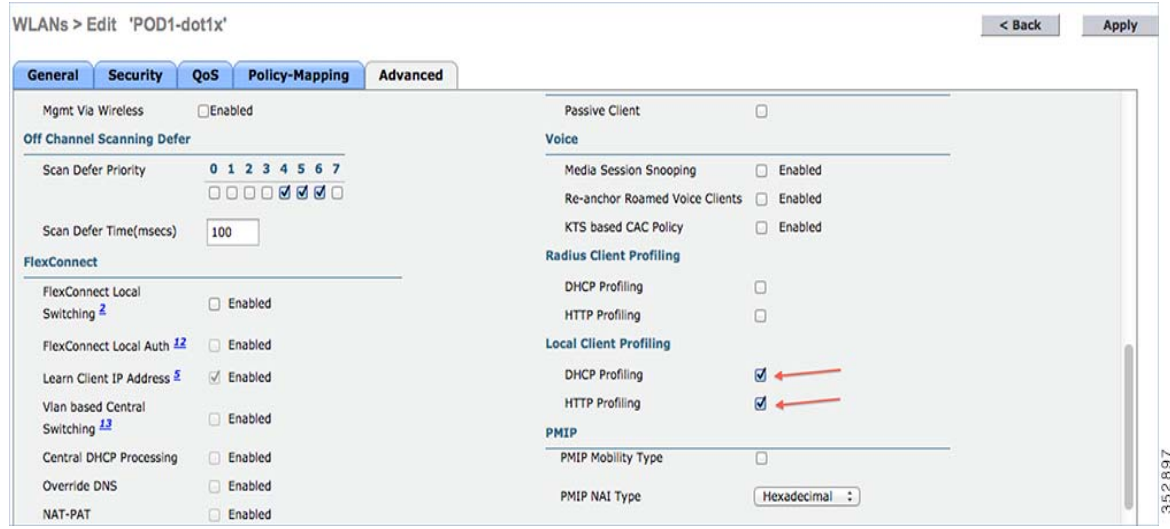 WLANs > Edit 'POD1-dot1x'
< Back
Apply
General
Security
QoS
Policy-Mapping
Advanced
Mgmt Via Wireless
Enabled
Off Channel Scanning Defer
Scan Defer Priority
0 1 2 3 4 5 6 7
Scan Defer Time(msecs)
100
FlexConnect
FlexConnect Local
Switching 2
Enabled
FlexConnect Local Auth 12
Enabled
Learn Client IP Address 5
Enabled
Vlan based Central
Switching 13
Enabled
Central DHCP Processing
Enabled
Override DNS
Enabled
NAT-PAT
Enabled
Passive Client
Voice
Media Session Snooping
Enabled
Re-anchor Roamed Voice Clients
Enabled
KTS based CAC Policy
Enabled
Radius Client Profiling
DHCP Profiling
HTTP Profiling
Local Client Profiling
DHCP Profiling
HTTP Profiling
PMIP
PMIP Mobility Type
PMIP NAI Type
Hexadecimal
352897